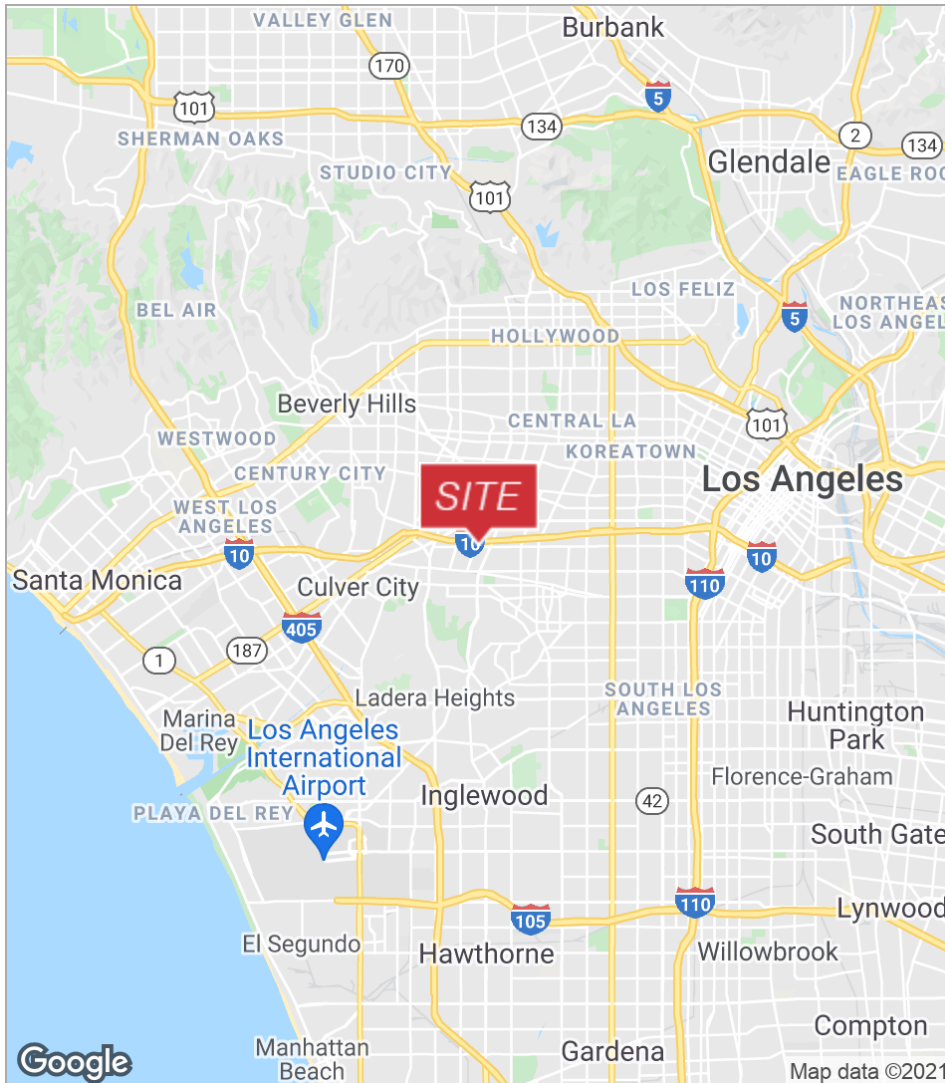 VALLEY GLEN
Burbank
170
5
101
134
2
SHERMAN OAKS
134
Glendale
STUDIO CITY
EAGLE ROC
101
LOS FELIZ
BEL AIR
NORTHEAS
LOS ANGEL
5
HOLLYWOOD
Beverly Hills
CENTRAL LA
101
WESTWOOD
KOREATOWN
CENTURY CITY
Los Angeles
SITE
WEST LOS
ANGELES
10
10
10
Santa Monica
Culver City
110
405
187
1
Ladera Heights
SOUTH LOS
ANGELES
Marina
Del Rey
Huntington
Park
Los Angeles
International
Airport
Florence-Graham
Inglewood
42
PLAYA DEL REY
South Gate
110
105
Lynwood
El Segundo
Hawthorne
Willowbrook
Compton
Manhattan
Beach
Gardena
Google
Map data ©2021